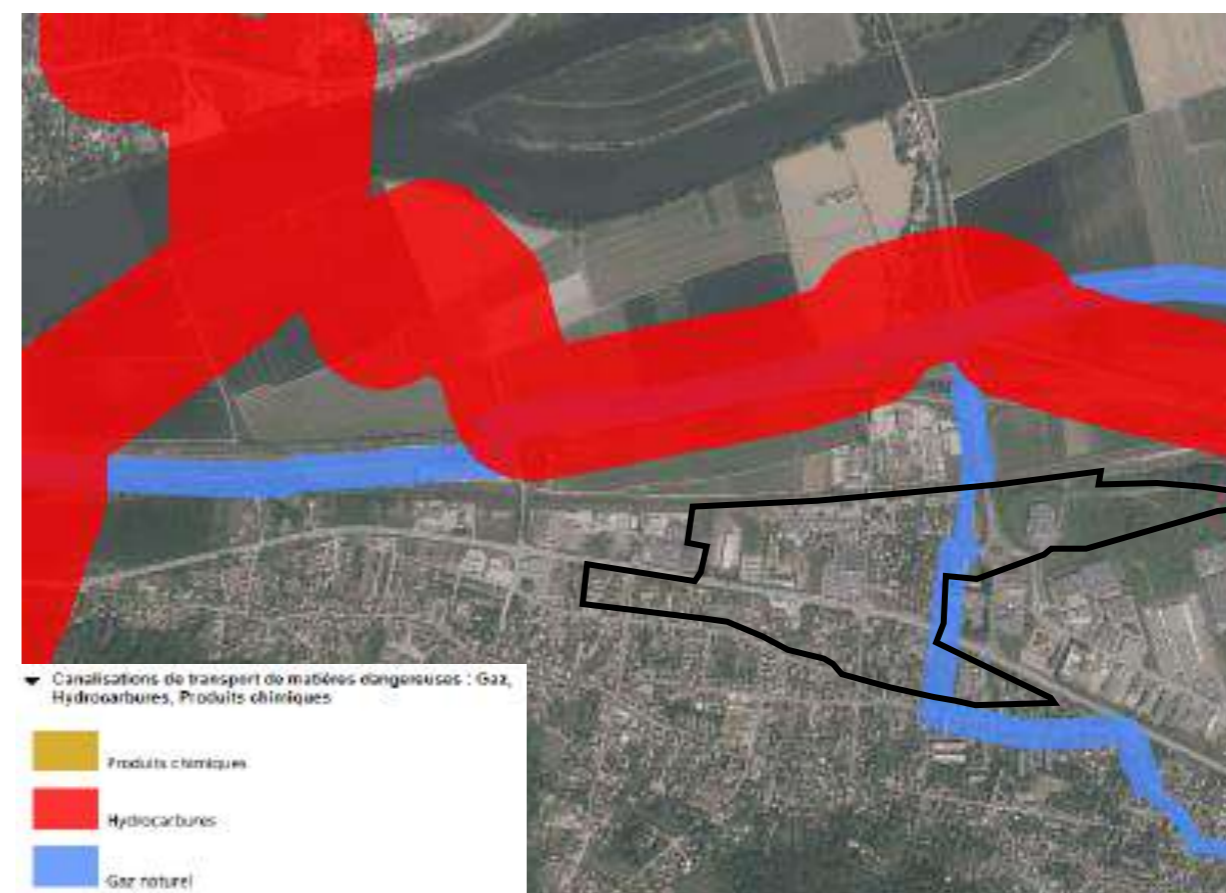 Canalisations de transport de matières dangereuses : Gaz,
Hydrocarbures, Produits chimiques
Produits chimiques
Hydrocarbures
Gaz naturel